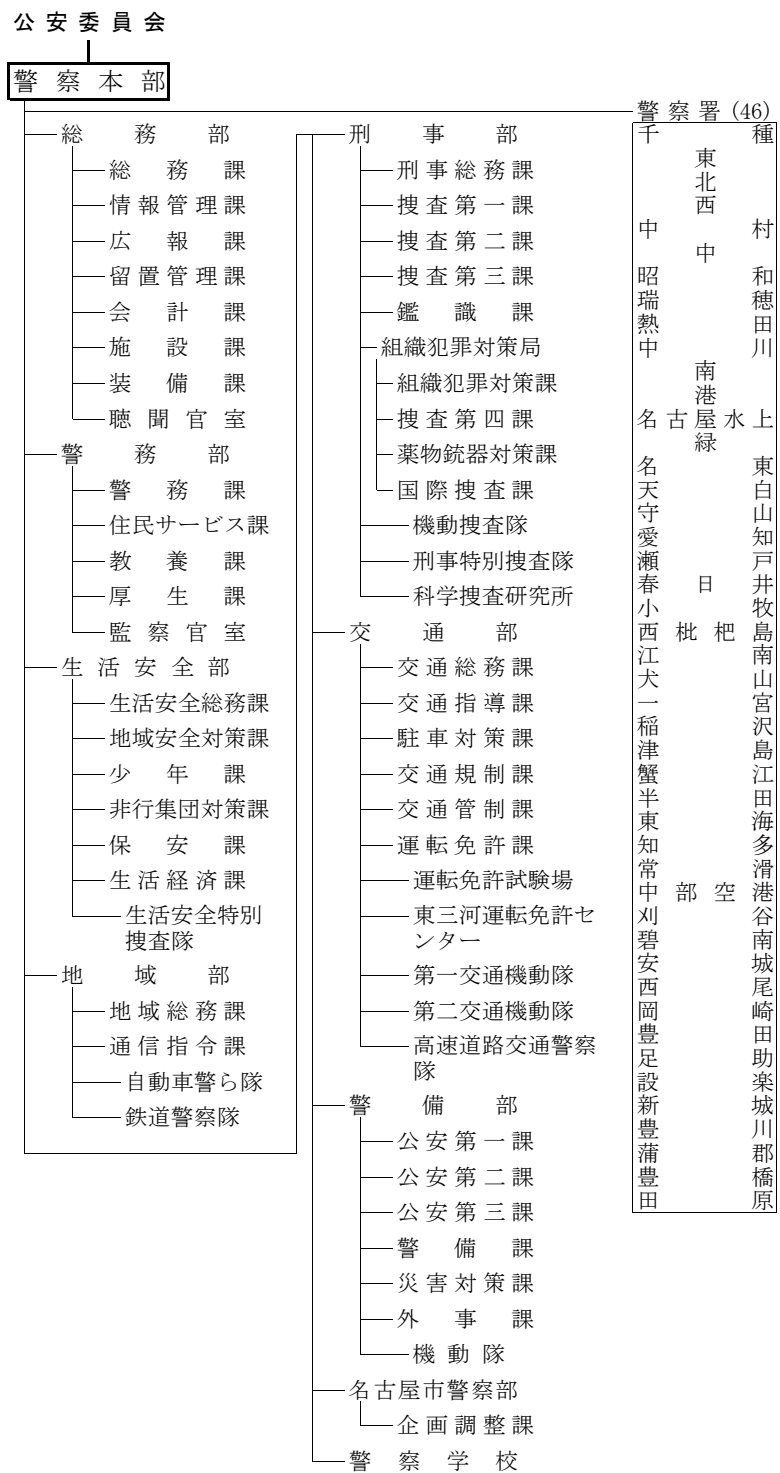 公安委員会
警察本部
総務部
総務課
情報管理課
広報課
留置管理課
会計課
施設課
装備課
聴聞官室
警務部
警務課
住民サービス課
教養課
厚生課
監察官室
生活安全部
生活安全総務課
地域安全対策課
少年課
非行集団対策課
保安課
生活経済課
生活安全特別
捜査隊
地域部
地域総務課
通信指令課
自動車警ら隊
鉄道警察隊
刑事部
刑事総務課
捜査第一課
捜査第二課
捜査第三課
鑑識課
組織犯罪対策局
組織犯罪対策課
捜査第四課
薬物銃器対策課
国際捜査課
機動捜査隊
刑事特別捜査隊
科学捜査研究所
交通部
交通総務課
交通指導課
駐車対策課
交通規制課
交通管制課
運転免許課
運転免許試験場
東三河運転免許セ
ンター
第一交通機動隊
第二交通機動隊
高速道路交通警察
隊
警備部
公安第一課
公安第二課
公安第三課
警備課
災害対策課
外事課
機動隊
名古屋市警察部
企画調整課
警察学校
警察署(46)
千種
東
北
西
中村
中
昭和
瑞穂
熱田
中川
南
港
名古屋水上
緑
名東
天白
守山
愛知
瀬戸
春日井
小牧
西枇杷島
江南
犬山
一宮
稲沢
津島
蟹江
半田
東海
知多
常滑
中部空港
刈谷
碧南
安城
西尾
岡崎
豊田
足助
設楽
新城
豊川
蒲郡
豊橋
田原